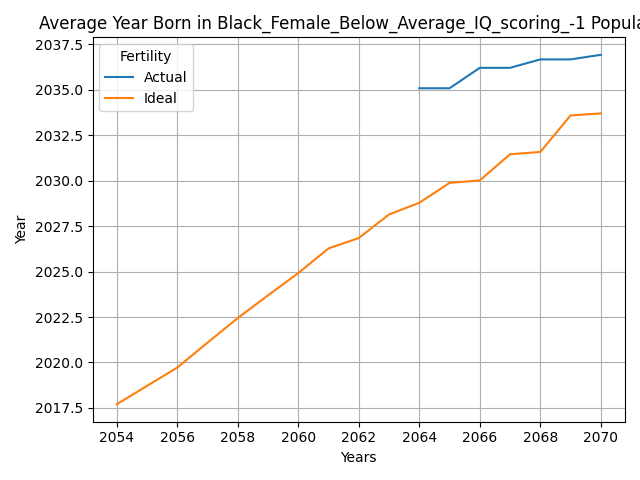 Average Year Born in Black_Female_Below_Average_IQ_scoring_-1 Popula
Fertility
Actual
Ideal
Year
2037.5
2035.0
2032.5
2030.0
2027.5
2025.0
2022.5
2020.0
2017.5
2054 2056 2058 2060 2062 2064 2066 2068 2070
Years